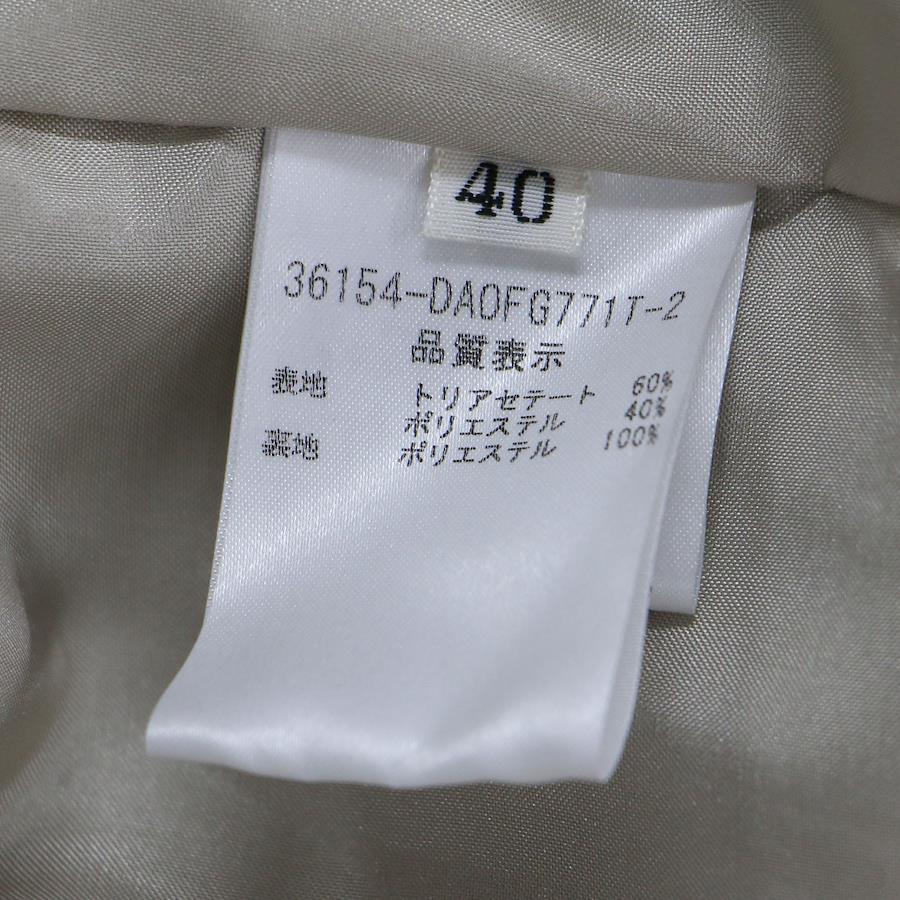 40
36154-DA0FG771T-2
品質表示
表地 トリアセテート 60%
ポリエステル 40%
裏地 ポリエステル 100%